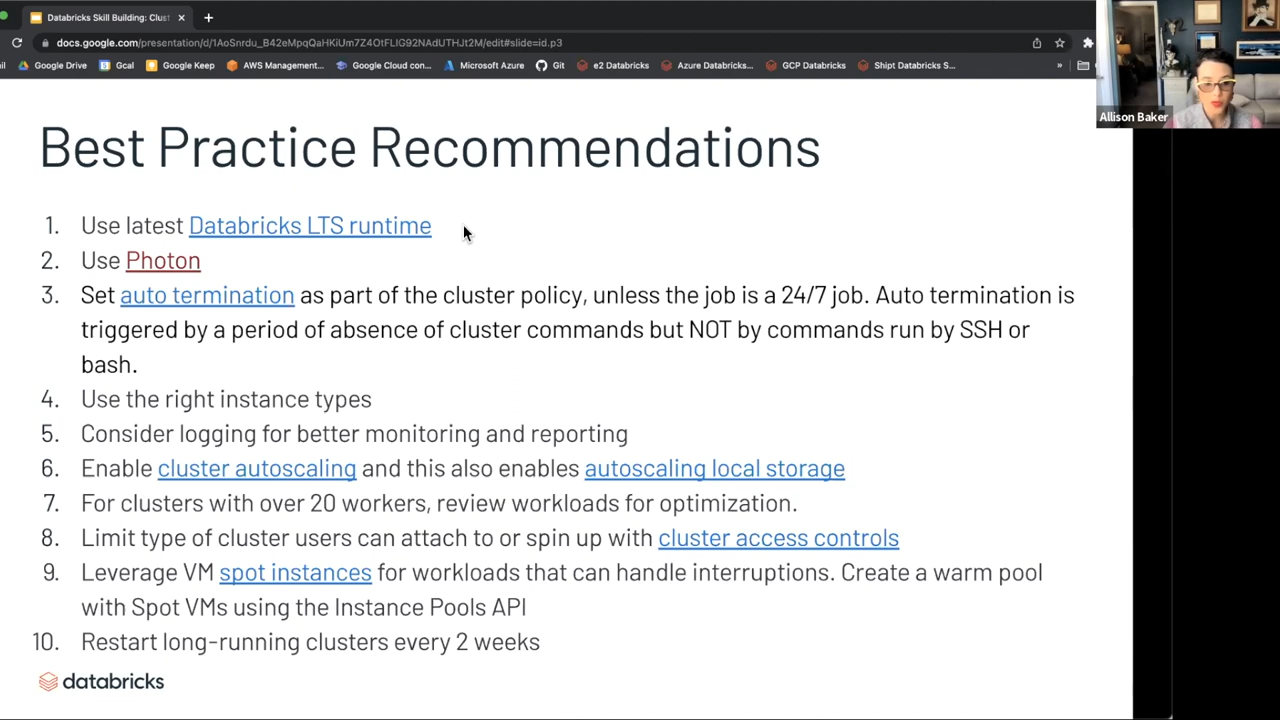 Databricks Skill Building: Clust
docs.google.com/presentation/d/1AoSnrdu_B42eMpqQaHKiUm7Z4OtFLlG92NAdUTHJt2M/edit#slide=id.p3
il Google Drive Gcal Google Keep AWS Management... Google Cloud con... Microsoft Azure Git e2 Databricks Azure Databricks... GCP Databricks Shipt Databricks S... »
Allison Baker
Best Practice Recommendations
1. Use latest Databricks LTS runtime
2. Use Photon
3. Set auto termination as part of the cluster policy, unless the job is a 24/7 job. Auto termination is
triggered by a period of absence of cluster commands but NOT by commands run by SSH or
bash.
4. Use the right instance types
5. Consider logging for better monitoring and reporting
6. Enable cluster autoscaling and this also enables autoscaling local storage
7. For clusters with over 20 workers, review workloads for optimization.
8. Limit type of cluster users can attach to or spin up with cluster access controls
9. Leverage VM spot instances for workloads that can handle interruptions. Create a warm pool
with Spot VMs using the Instance Pools API
10. Restart long-running clusters every 2 weeks
databricks